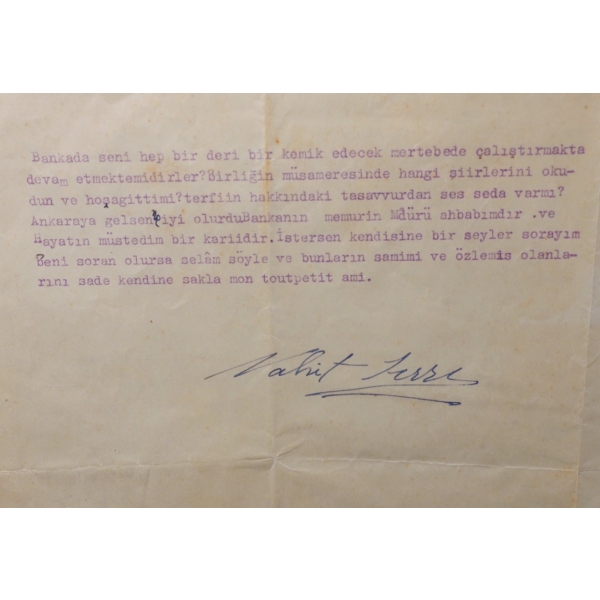 Bankada seni hep bir deri bir kemik edecek mertebede çalıştırmakta
devam etmektemidirler?Birliğin müsameresinde hangi şiirlerini oku-
dun ve hoşagittimi?terfiin hakkındaki tasavvurdan ses seda varmı?
Ankaraya gelsen iyi olurduBankanın memurin Müdürü ahbabımdır .ve
Hayatın müstedim bir kariidir.İstersen kendisine bir seyler sorayım
Beni soran olursa selâm söyle ve bunların samimi ve özlemis olanla-
rını sade kendine sakla mon toutpetit ami.